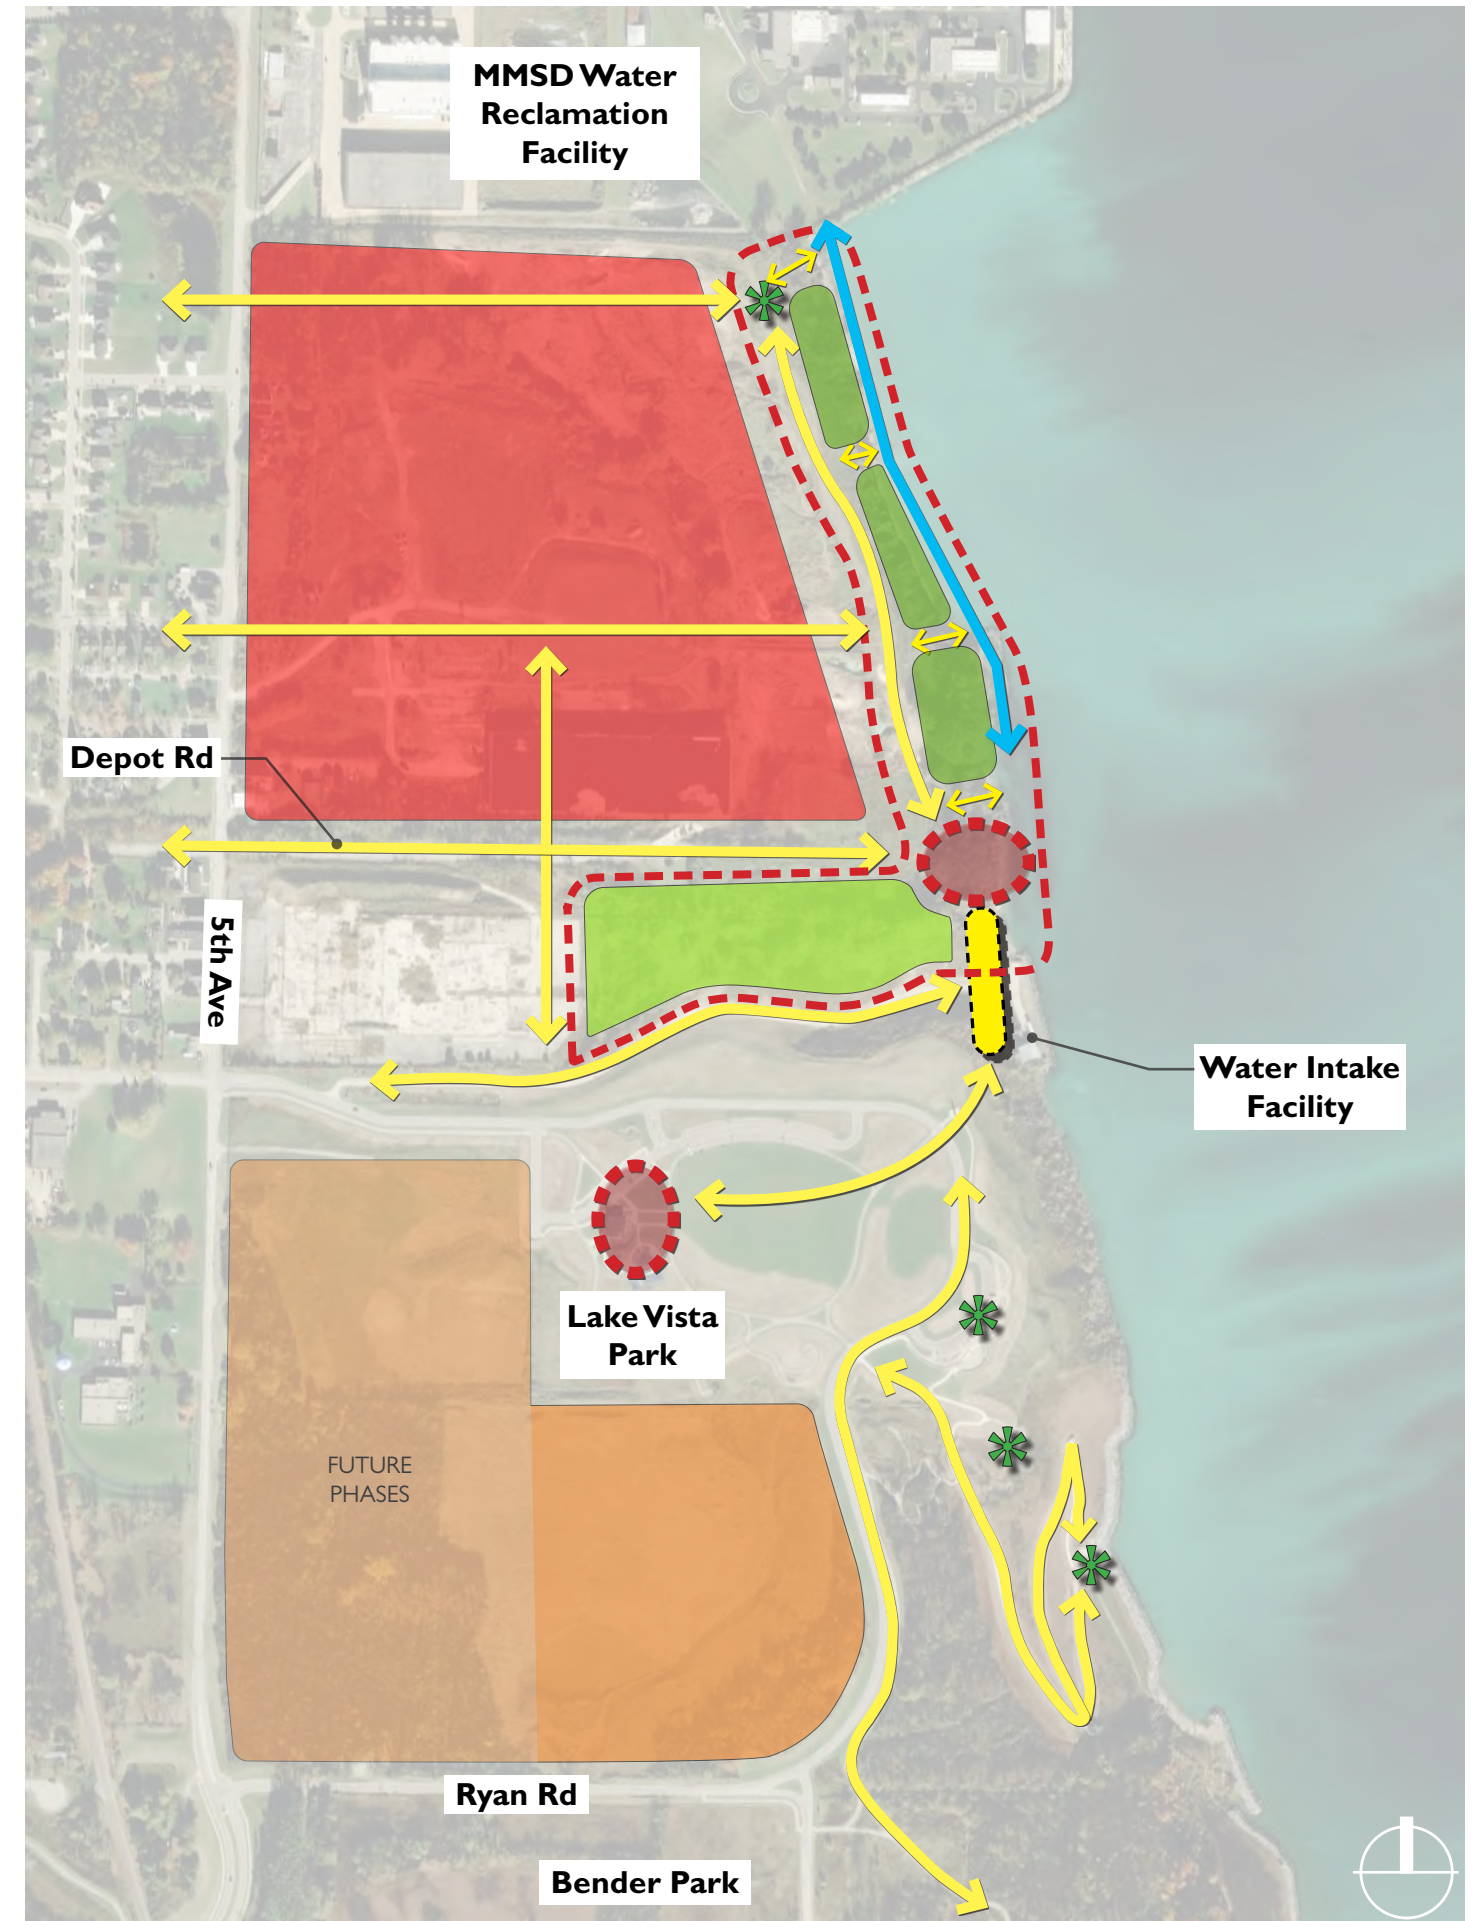 MMSD Water
Reclamation
Facility
Depot Rd
5th Ave
Water Intake
Facility
Lake Vista
Park
FUTURE
PHASES
Ryan Rd
Bender Park